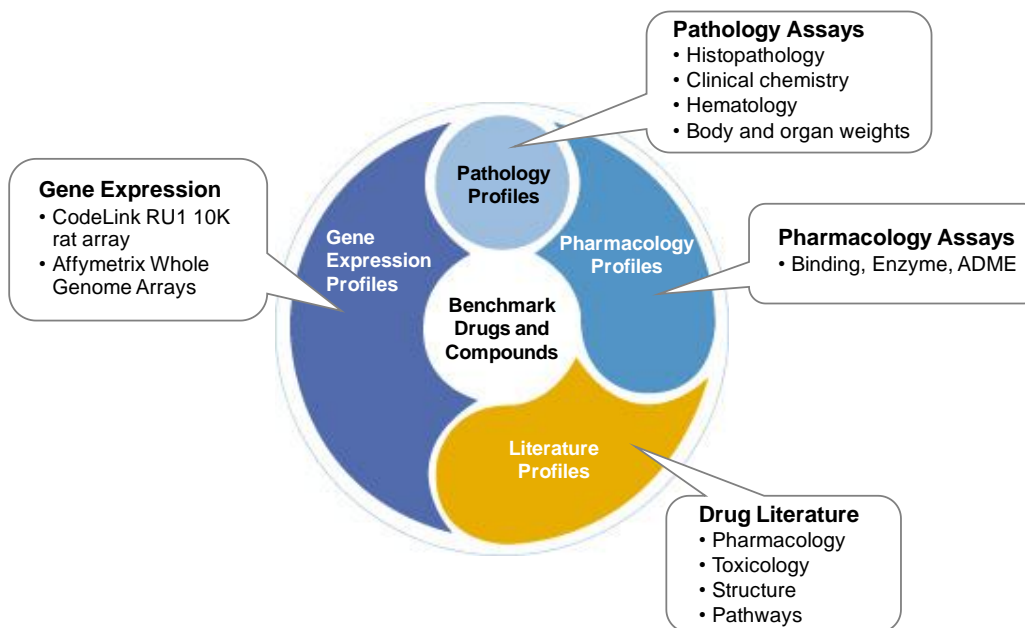 Pathology Assays
• Histopathology
• Clinical chemistry
• Hematology
• Body and organ weights
Pathology
Profiles
Gene Expression
• CodeLink RU1 10K
rat array
• Affymetrix Whole
Genome Arrays
Gene
Expression
Profiles
Pharmacology
Profiles
Pharmacology Assays
• Binding, Enzyme, ADME
Benchmark
Drugs and
Compounds
Literature
Profiles
Drug Literature
• Pharmacology
• Toxicology
• Structure
• Pathways